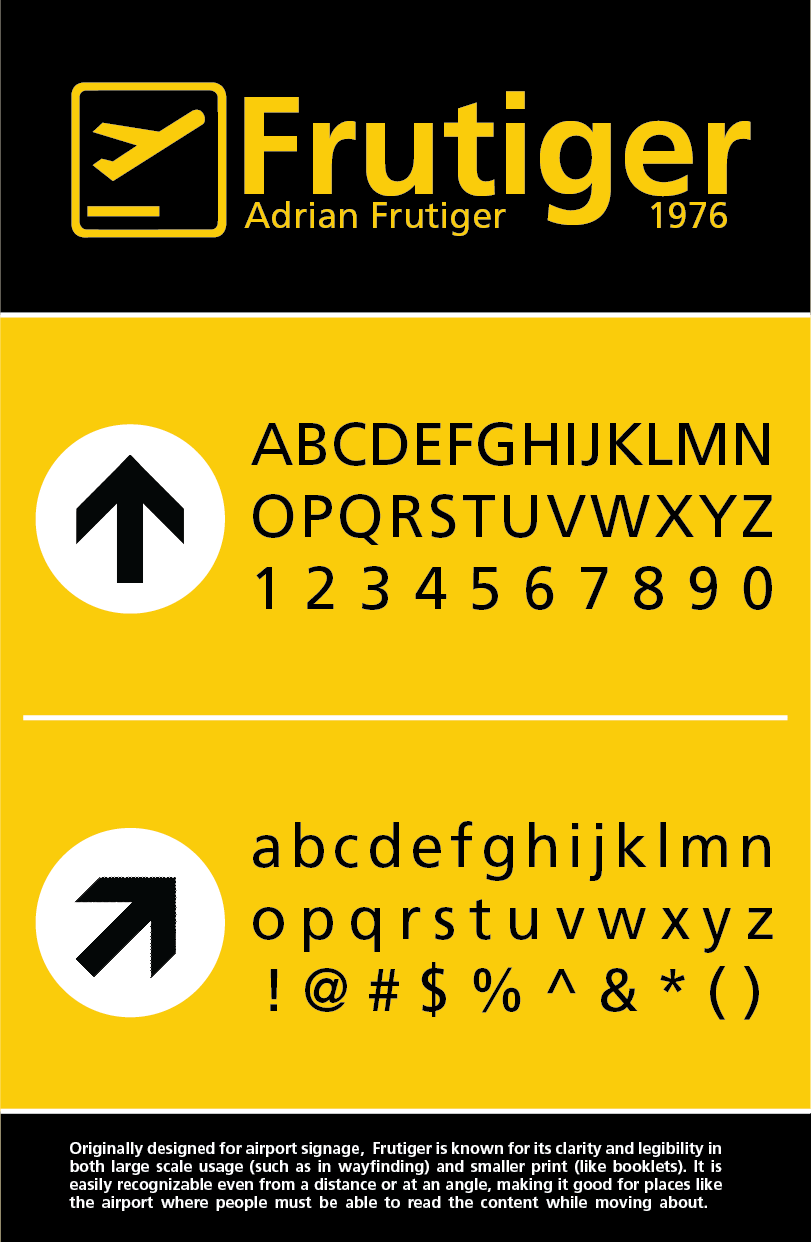 Frutiger
Adrian Frutiger 1976
ABCDEFGHIJKLMN
OPQRSTUVWXYZ
1 2 3 4 5 6 7 8 9 0
a b c d e f g h i j k l m n
o p q r s t u v w x y z
! @ # $ % ^ & * ( )
Originally designed for airport signage, Frutiger is known for its clarity and legibility in
both large scale usage (such as in wayfinding) and smaller print (like booklets). It is
easily recognizable even from a distance or at an angle, making it good for places like
the airport where people must be able to read the content while moving about.